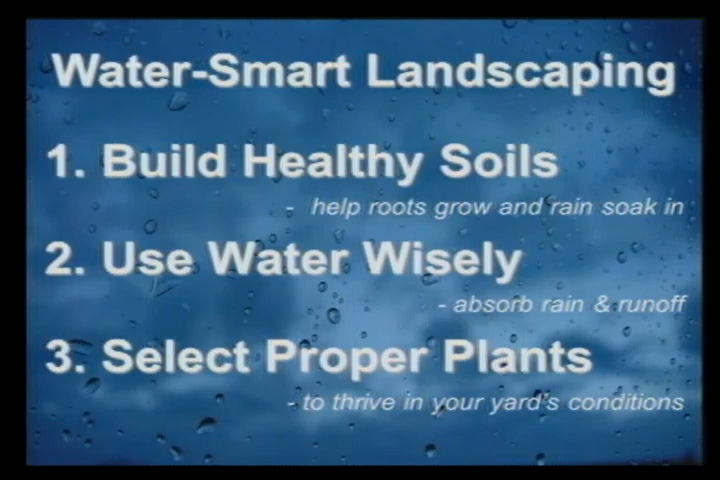 Water-Smart Landscaping
1. Build Healthy Soils
- help roots grow and rain soak in
2. Use Water Wisely
- absorb rain & runoff
3. Select Proper Plants
- to thrive in your yard's conditions